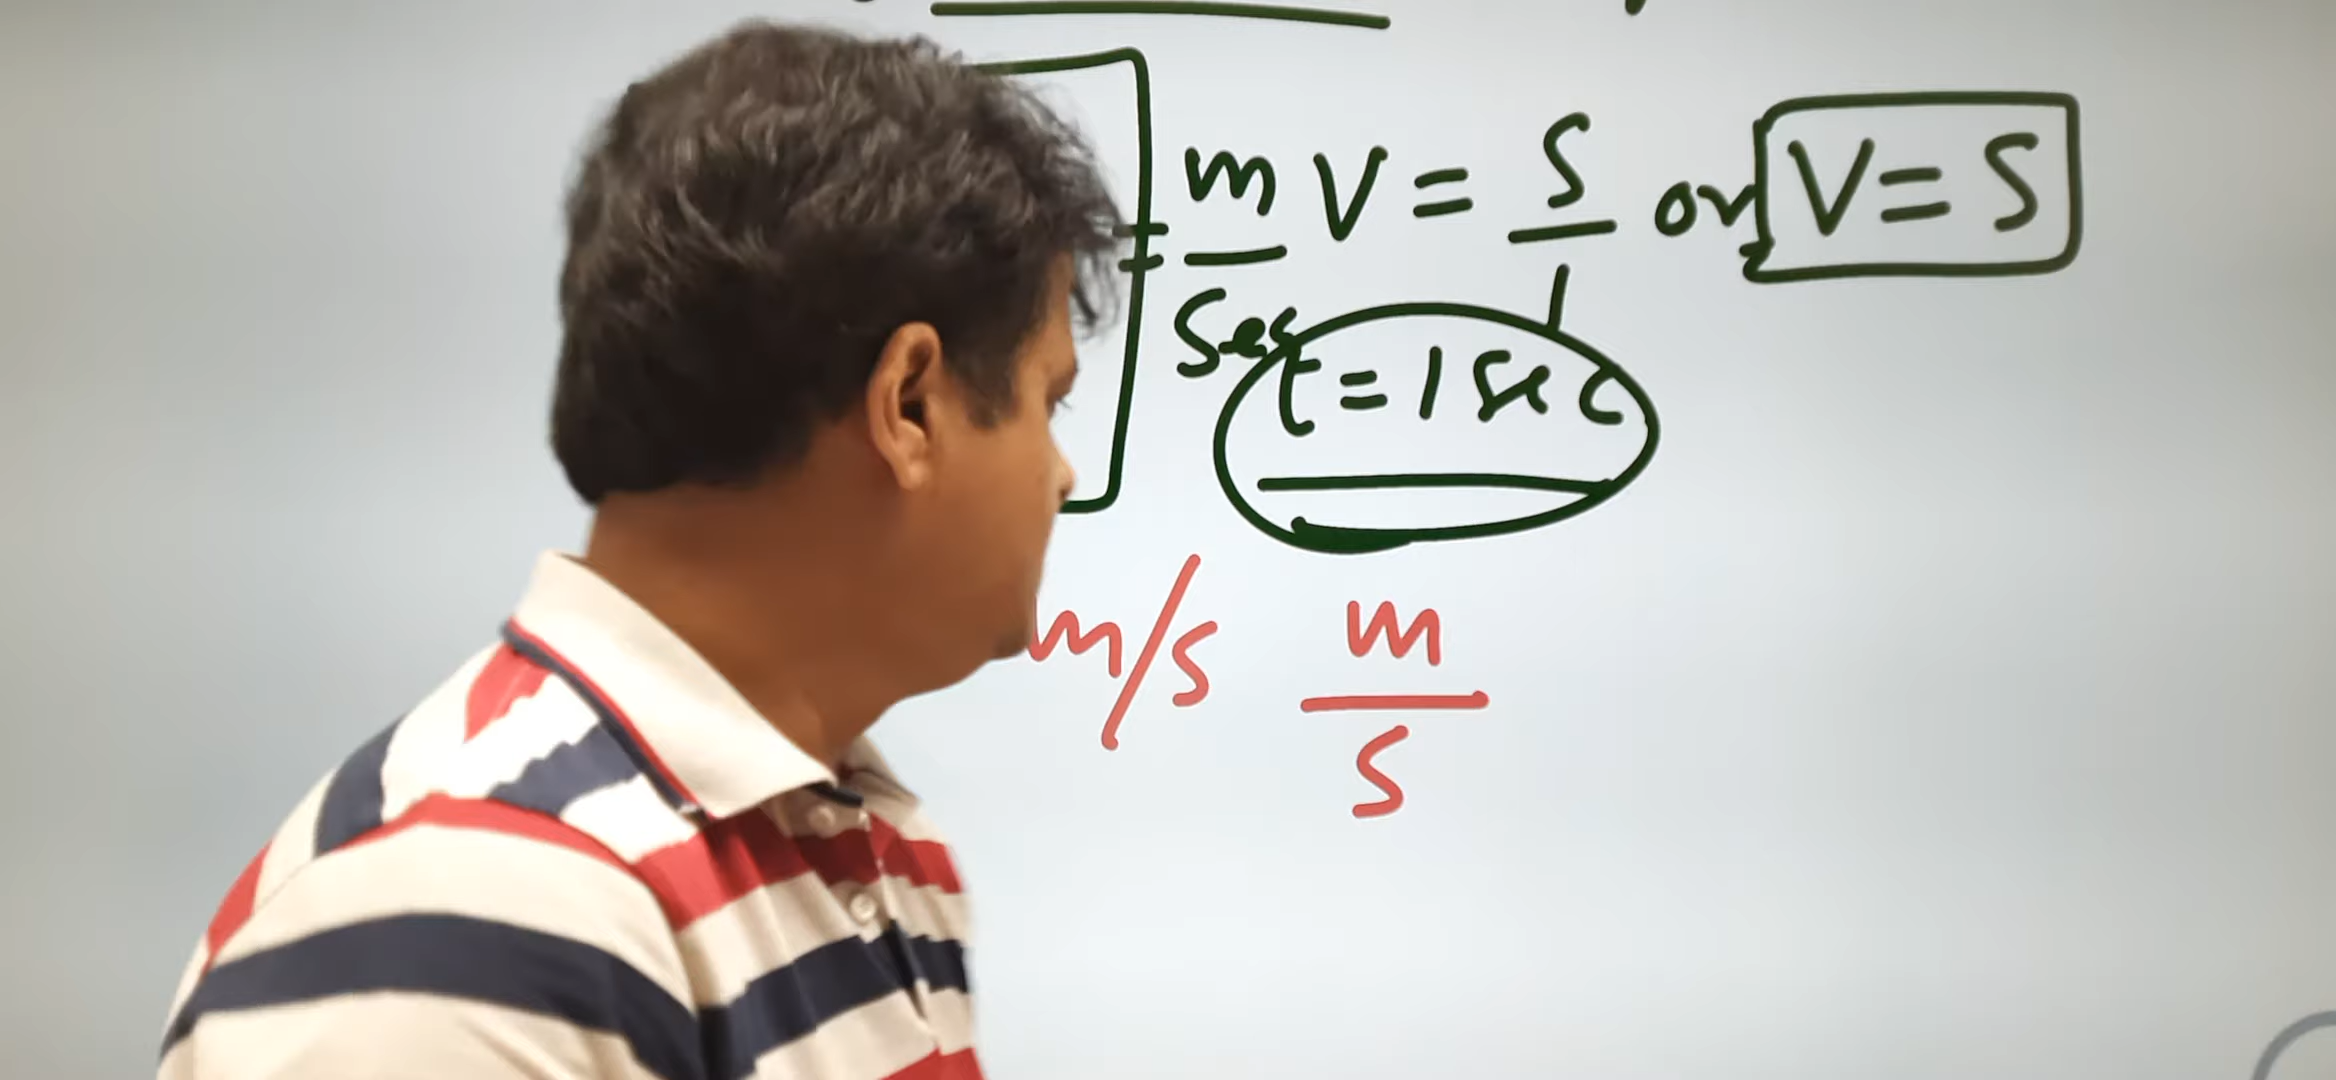 = m/Sec V = S/1 or V = S
t = 1 sec
m/s m/s